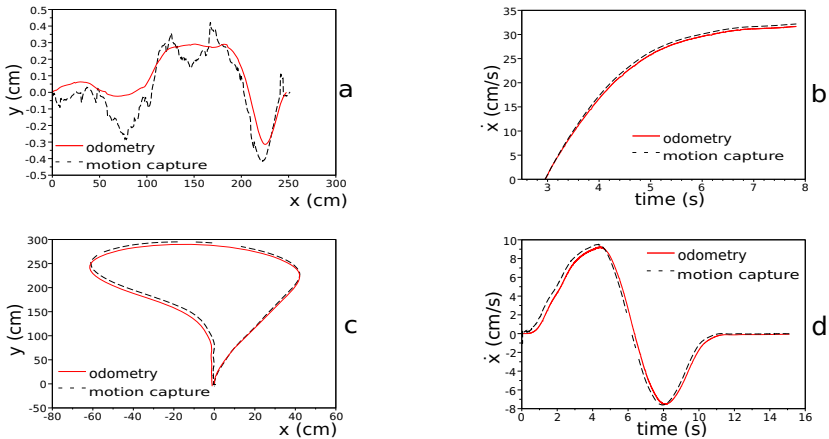 0.5
0.4
0.3
0.2
0.1
0.0
-0.1
-0.2
-0.3
-0.4
-0.5
0 50 100 150 200 250 300
y (cm)
x (cm)
odometry
motion capture
a
35
30
25
20
15
10
5
0
3 4 5 6 7 8
ẋ (cm/s)
time (s)
odometry
motion capture
b
300
250
200
150
100
50
0
-50
-80 -60 -40 -20 0 20 40 60
y (cm)
x (cm)
odometry
motion capture
c
10
8
6
4
2
0
-2
-4
-6
-8
0 2 4 6 8 10 12 14 16
ẋ (cm/s)
time (s)
odometry
motion capture
d